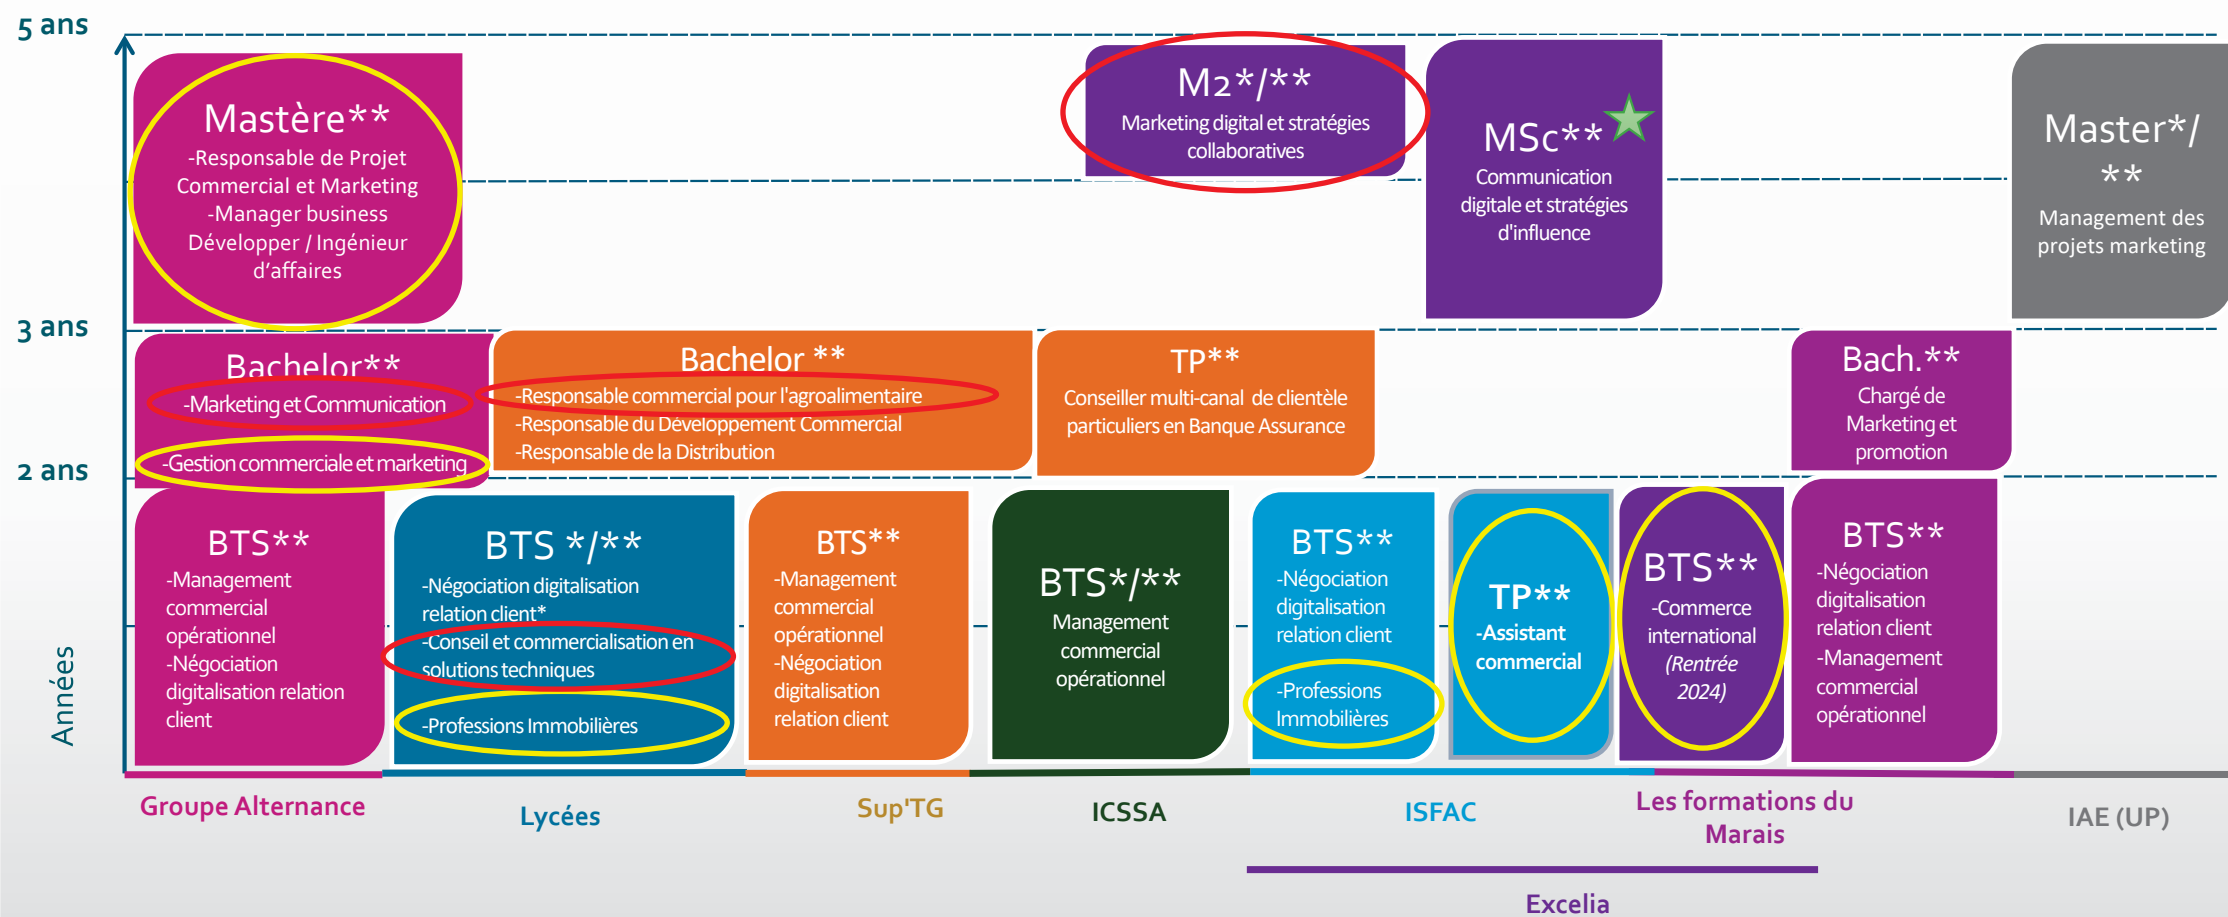 5 ans
Mastère**
-Responsable de Projet
Commercial et Marketing
-Manager business
Développer / Ingénieur
d’affaires
M2*/**
Marketing digital et stratégies
collaboratives
MSc**
Communication
digitale et stratégies
d'influence
Master*/
**
Management des
projets marketing
3 ans
Bachelor**
-Marketing et Communication
-Gestion commerciale et marketing
Bachelor **
-Responsable commercial pour l'agroalimentaire
-Responsable du Développement Commercial
-Responsable de la Distribution
TP**
Conseiller multi-canal de clientèle
particuliers en Banque Assurance
Bach.**
Chargé de
Marketing et
promotion
2 ans
BTS**
-Management
commercial
opérationnel
-Négociation
digitalisation relation
client
BTS */**
-Négociation digitalisation
relation client*
-Conseil et commercialisation en
solutions techniques
-Professions Immobilières
BTS**
-Management
commercial
opérationnel
-Négociation
digitalisation
relation client
BTS*/**
Management
commercial
opérationnel
BTS**
-Négociation
digitalisation
relation client
-Professions
Immobilières
TP**
-Assistant
commercial
BTS**
-Commerce
international
(Rentrée
2024)
BTS**
-Négociation
digitalisation
relation client
-Management
commercial
opérationnel
Années
Groupe Alternance
Lycées
Sup'TG
ICSSA
ISFAC
Les formations du
Marais
IAE (UP)
Excelia